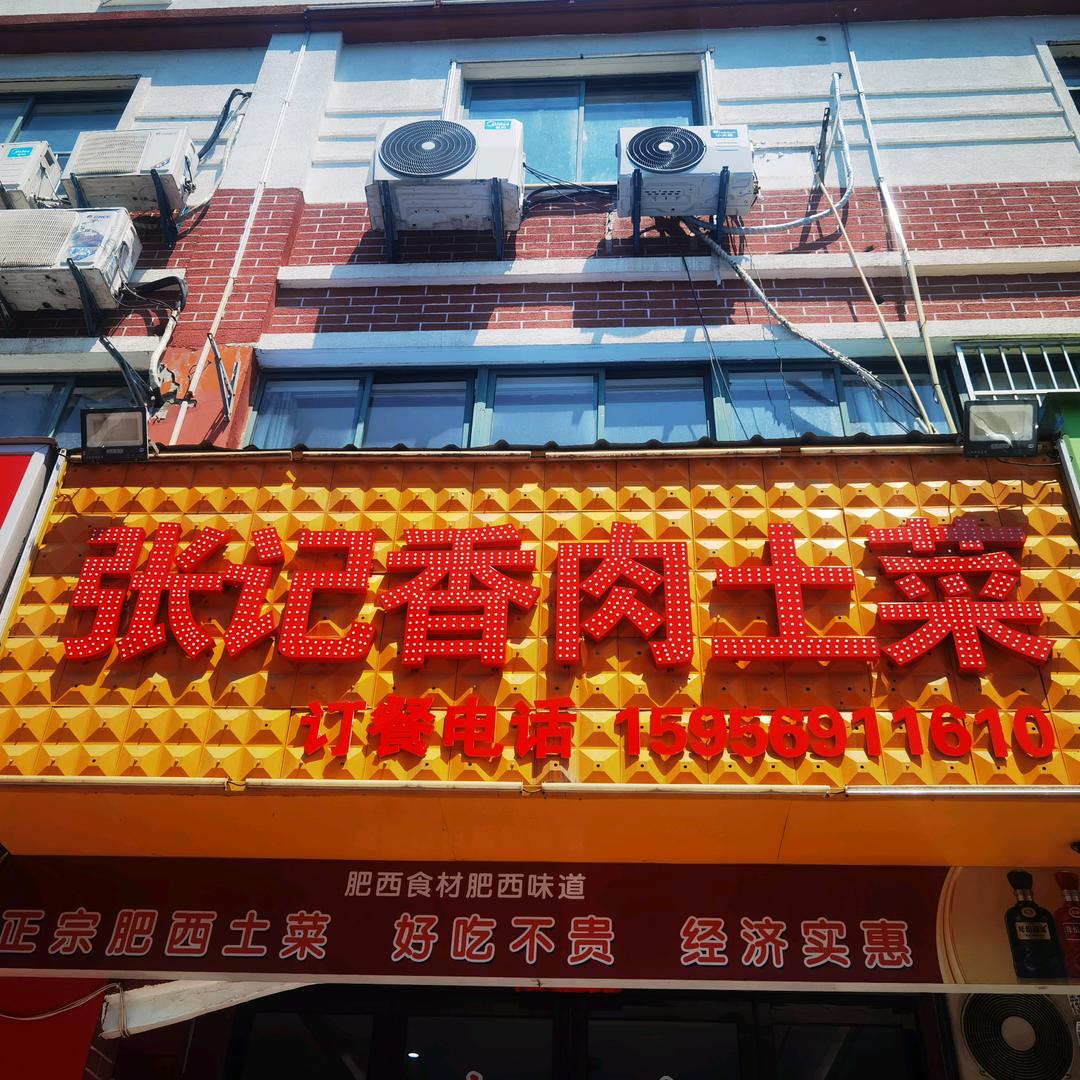 张记香肉土菜
订餐电话 15956911610
肥西食材肥西味道
正宗肥西土菜 好吃不贵 经济实惠